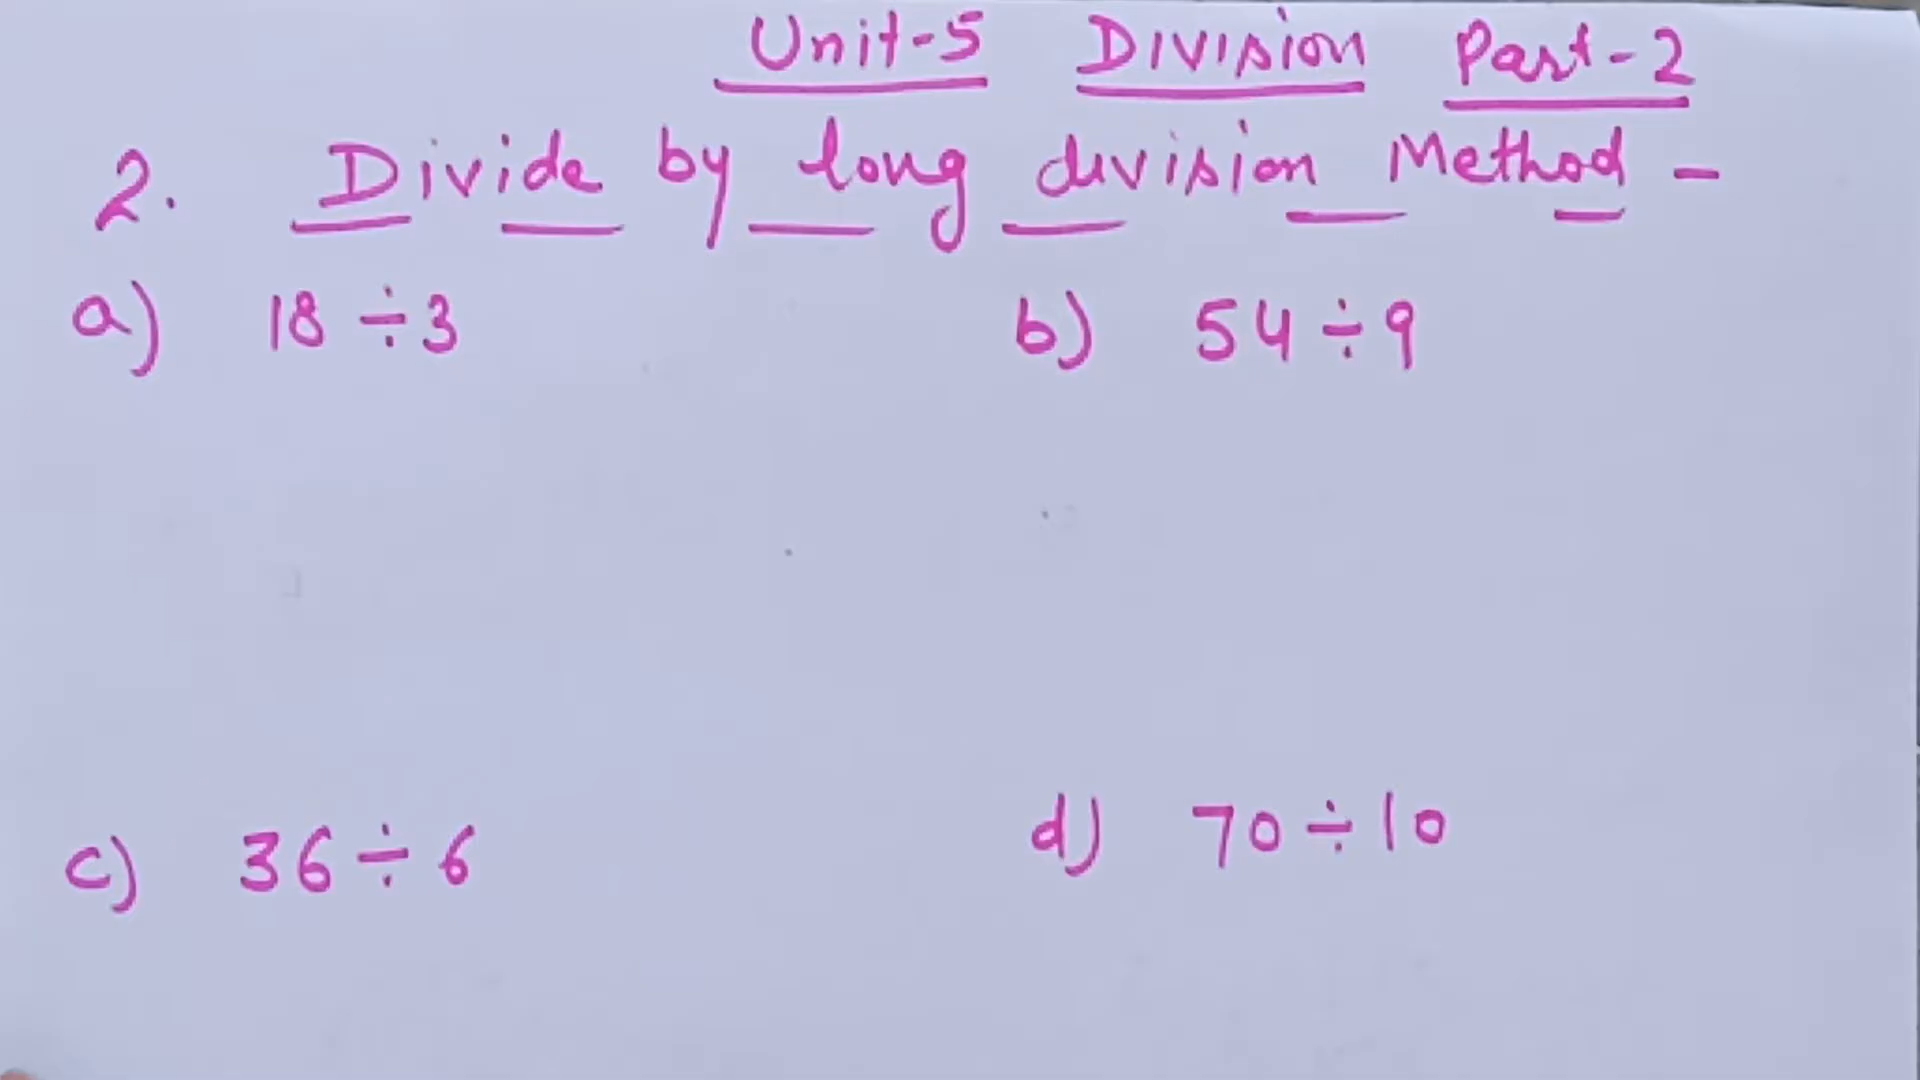 Unit-5 DIVISION Part-2
2. Divide by long division Method -
a) 18 ÷ 3 b) 54 ÷ 9
c) 36 ÷ 6 d) 70 ÷ 10